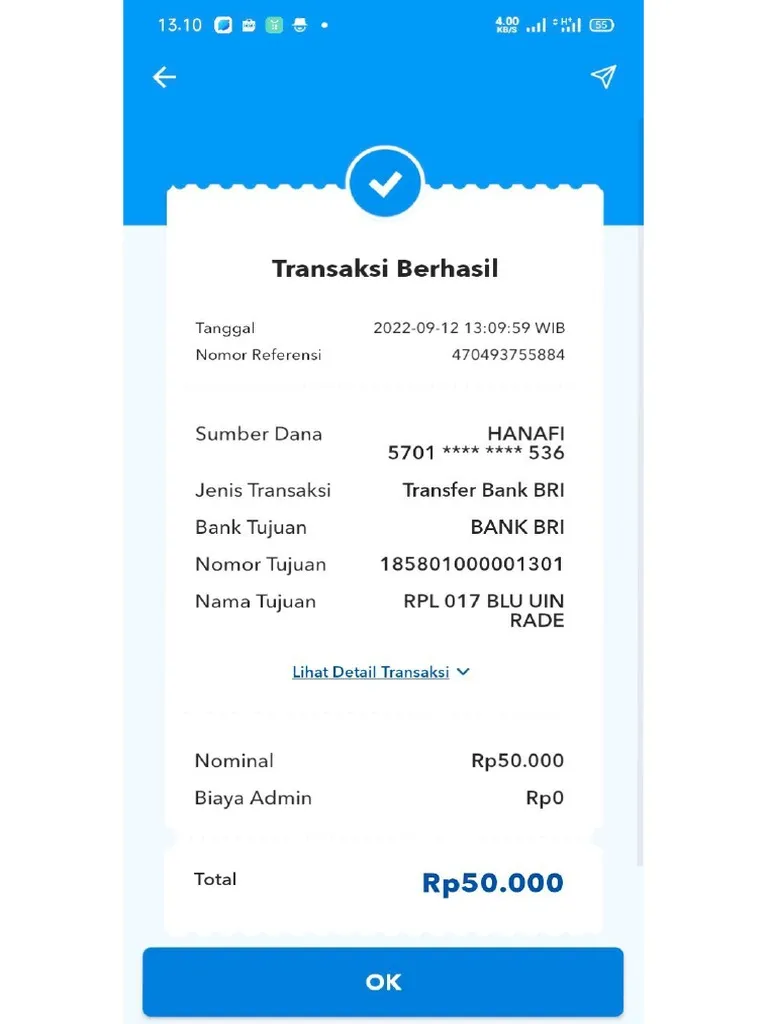 13.10
4.00
KB/S
H+
55
Transaksi Berhasil
Tanggal 2022-09-12 13:09:59 WIB
Nomor Referensi 470493755884
Sumber Dana HANAFI
5701 **** **** 536
Jenis Transaksi Transfer Bank BRI
Bank Tujuan BANK BRI
Nomor Tujuan 185801000001301
Nama Tujuan RPL 017 BLU UIN
RADE
Lihat Detail Transaksi
Nominal Rp50.000
Biaya Admin Rp0
Total Rp50.000
OK